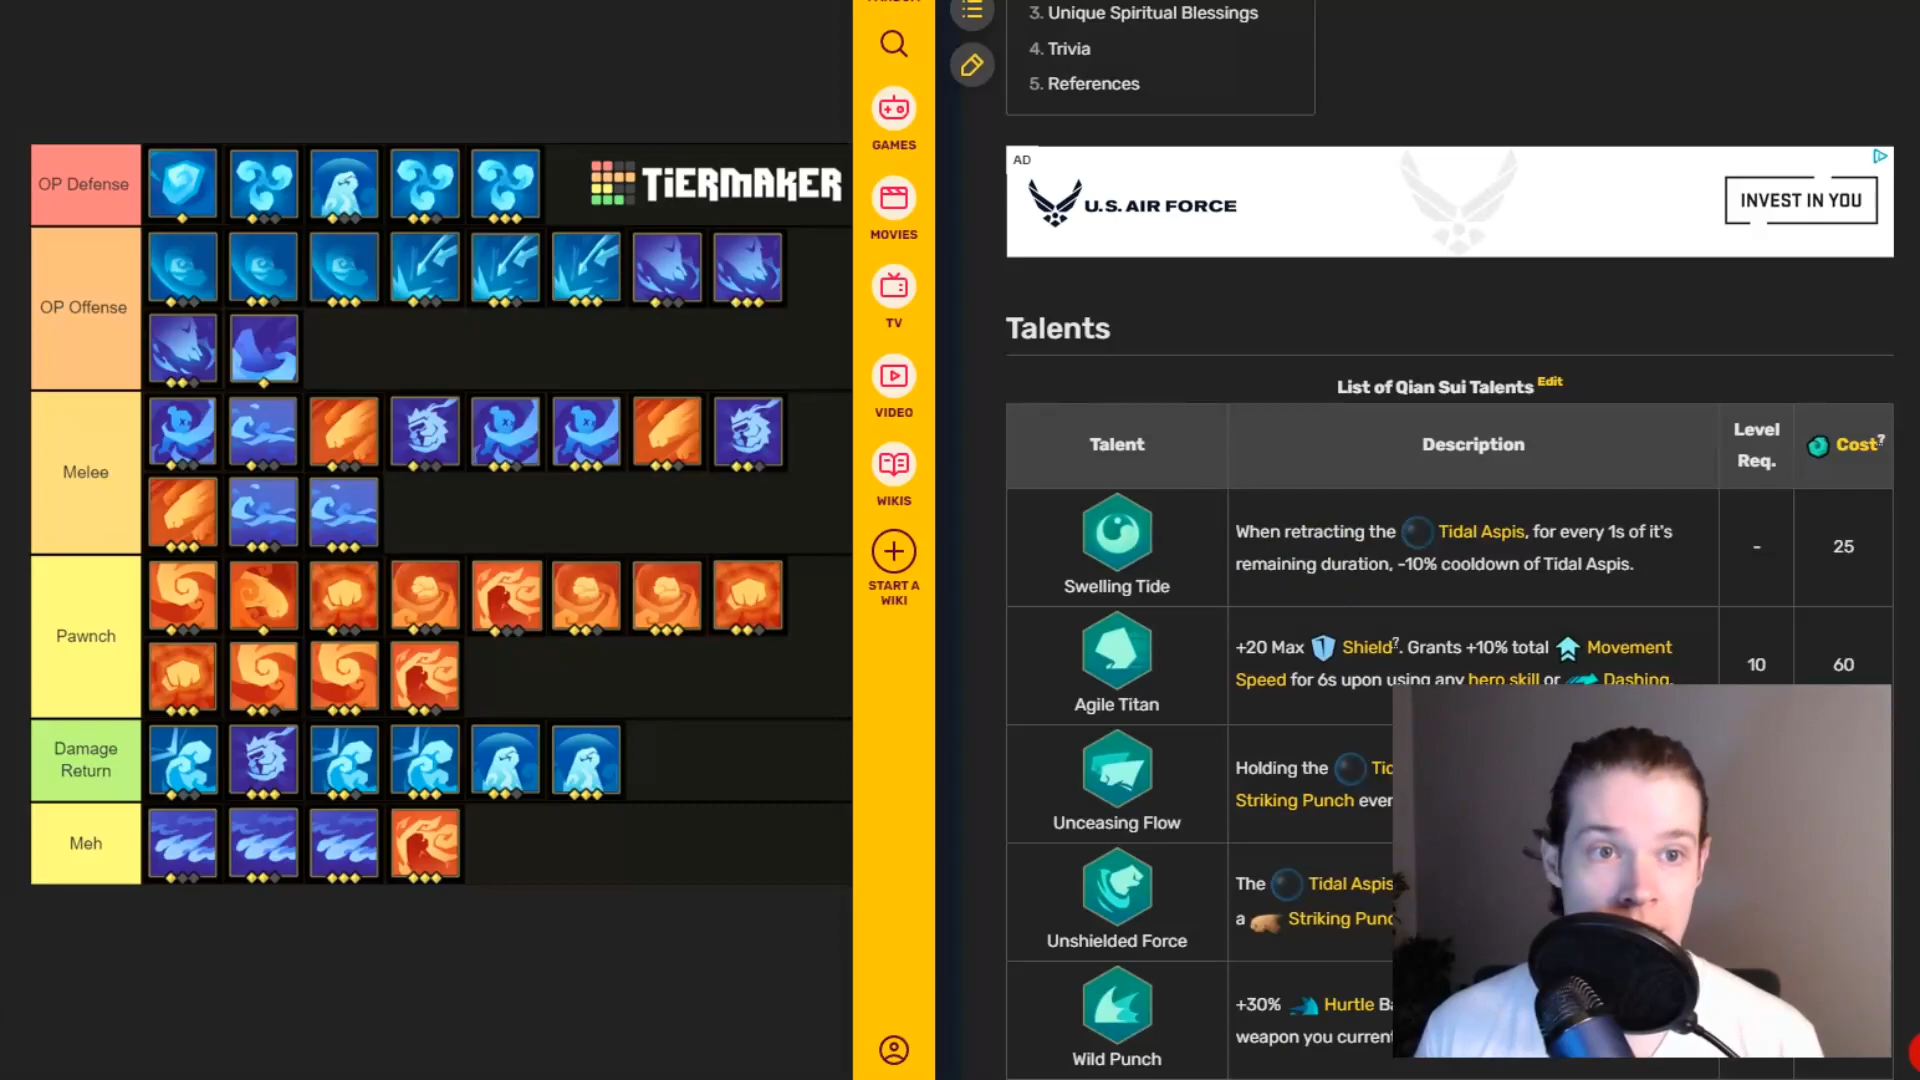 OP Defense
TIERMAKER
OP Offense
Melee
Pawnch
Damage
Return
Meh
GAMES
MOVIES
TV
VIDEO
WIKIS
START A
WIKI
3. Unique Spiritual Blessings
4. Trivia
5. References
AD
U.S. AIR FORCE
INVEST IN YOU
Talents
List of Qian Sui Talents Edit
Talent
Description
Level
Req.
Cost?
Swelling Tide
When retracting the Tidal Aspis, for every 1s of it's
remaining duration, -10% cooldown of Tidal Aspis.
-
25
Agile Titan
+20 Max Shield?. Grants +10% total Movement
Speed for 6s upon using any hero skill or Dashing.
10
60
Unceasing Flow
Holding the
Striking Punch
Unshielded Force
The Tidal Aspis
a Striking
Wild Punch
+30% Hurtle
weapon you